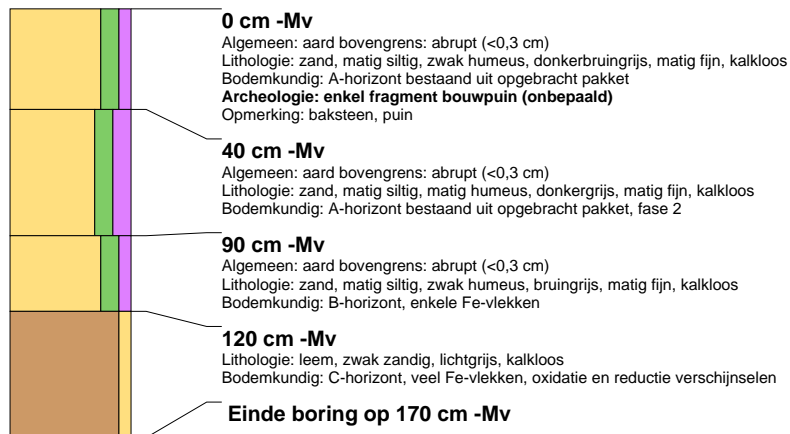 0 cm -Mv
Algemeen: aard bovengrens: abrupt (<0,3 cm)
Lithologie: zand, matig siltig, zwak humeus, donkerbruingrijs, matig fijn, kalkloos
Bodemkundig: A-horizont bestaand uit opgebracht pakket
Archeologie: enkel fragment bouwpuin (onbepaald)
Opmerking: baksteen, puin
40 cm -Mv
Algemeen: aard bovengrens: abrupt (<0,3 cm)
Lithologie: zand, matig siltig, matig humeus, donkergrijs, matig fijn, kalkloos
Bodemkundig: A-horizont bestaand uit opgebracht pakket, fase 2
90 cm -Mv
Algemeen: aard bovengrens: abrupt (<0,3 cm)
Lithologie: zand, matig siltig, zwak humeus, bruingrijs, matig fijn, kalkloos
Bodemkundig: B-horizont, enkele Fe-vlekken
120 cm -Mv
Lithologie: leem, zwak zandig, lichtgrijs, kalkloos
Bodemkundig: C-horizont, veel Fe-vlekken, oxidatie en reductie verschijnselen
Einde boring op 170 cm -Mv